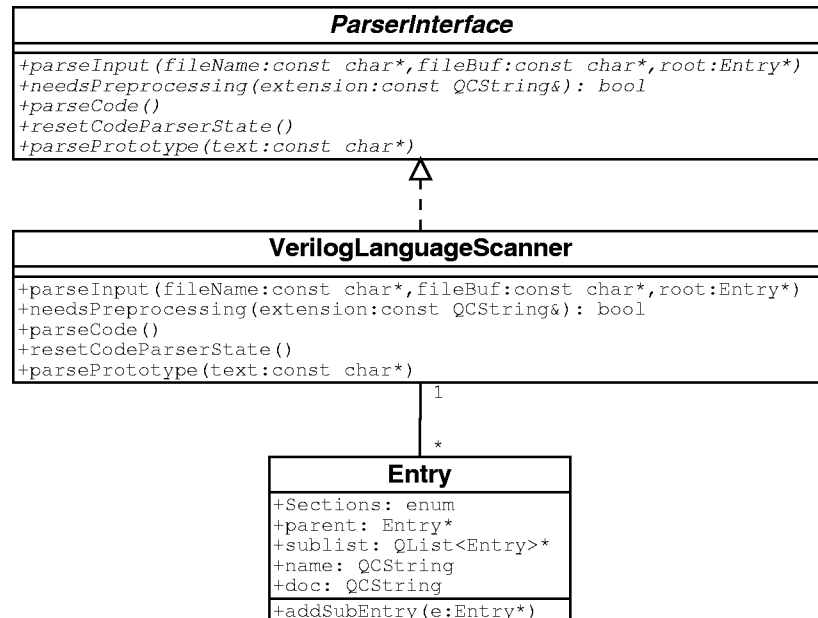 ParserInterface
+parseInput(fileName:const char*,fileBuf:const char*,root:Entry*)
+needsPreprocessing(extension:const QCString&): bool
+parseCode()
+resetCodeParserState()
+parsePrototype(text:const char*)
VerilogLanguageScanner
+parseInput(fileName:const char*,fileBuf:const char*,root:Entry*)
+needsPreprocessing(extension:const QCString&): bool
+parseCode()
+resetCodeParserState()
+parsePrototype(text:const char*)
1
*
Entry
+Sections: enum
+parent: Entry*
+sublist: QList<Entry>*
+name: QCString
+doc: QCString
+addSubEntry(e:Entry*)